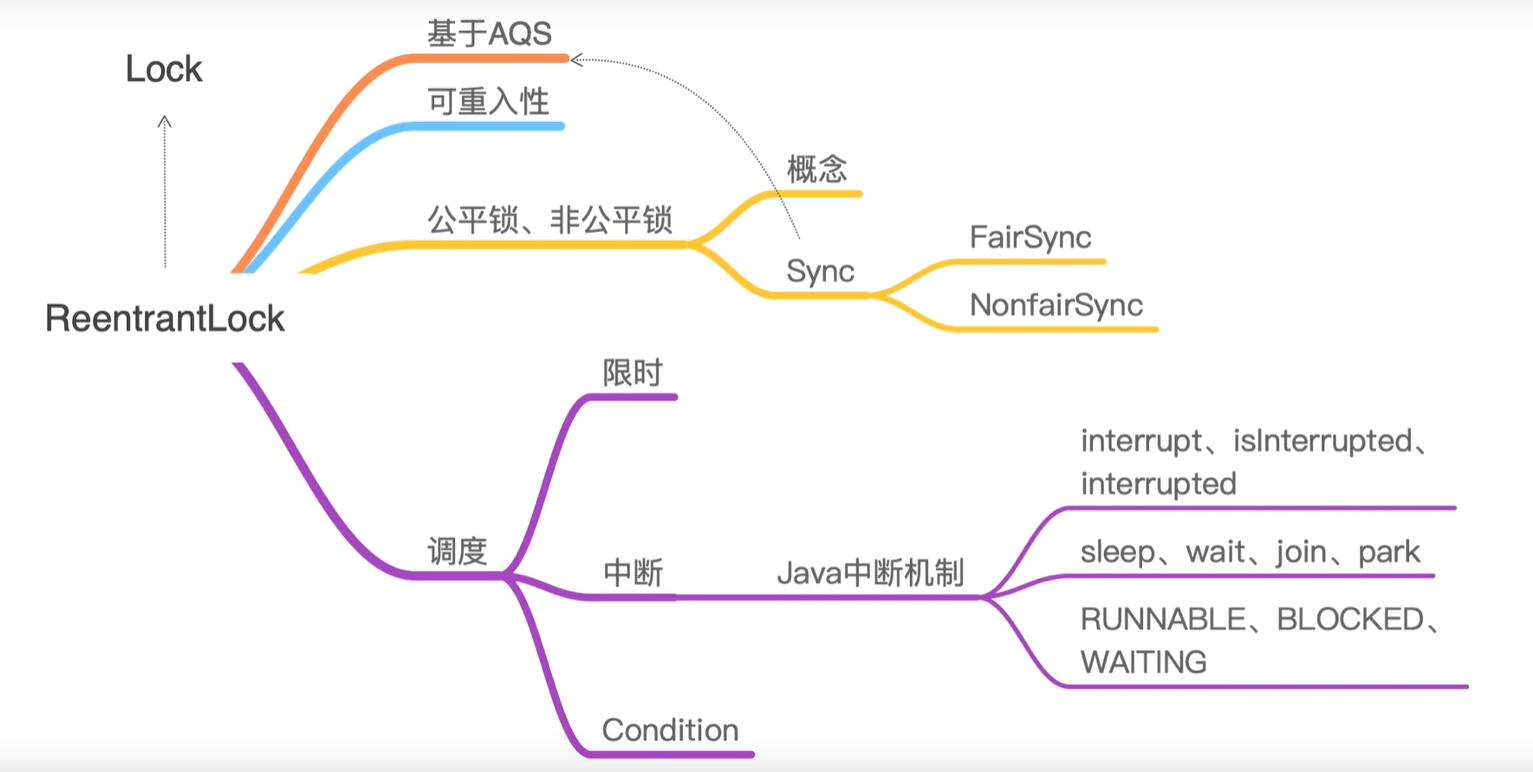 基于AQS
Lock
可重入性
概念
公平锁、非公平锁
FairSync
Sync
NonfairSync
ReentrantLock
限时
interrupt、isInterrupted、
interrupted
调度
sleep、wait、join、park
中断
Java中断机制
RUNNABLE、BLOCKED、
WAITING
Condition